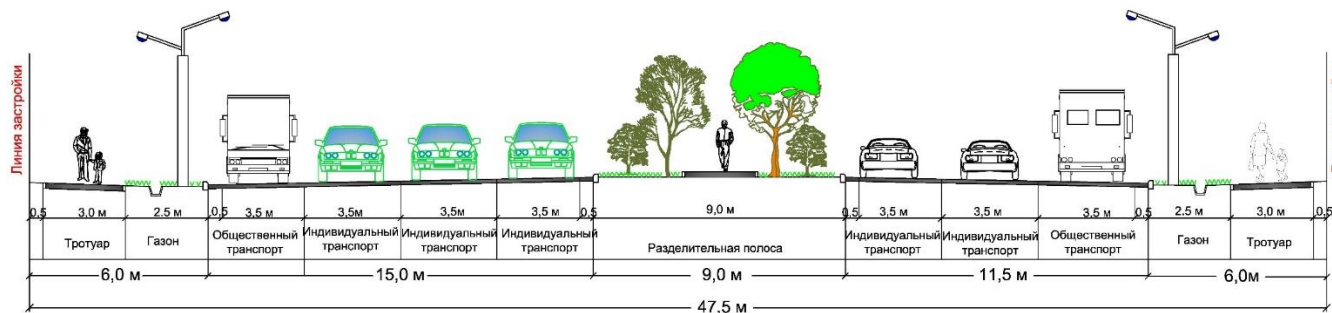 Линия застройки
0,5 3,0 м 2,5 м 0,5 3,5 м 3,5м 3,5м 3,5 м 0,5 9,0 м 0,5 3,5 м 3,5 м 3,5 м 0,5 2,5 м 3,0 м 0,5
Тротуар Газон Общественный транспорт Индивидуальный транспорт Индивидуальный транспорт Индивидуальный транспорт Разделительная полоса Индивидуальный транспорт Индивидуальный транспорт Общественный транспорт Газон Тротуар
6,0 м 15,0 м 9,0 м 11,5 м 6,0м
47,5 м